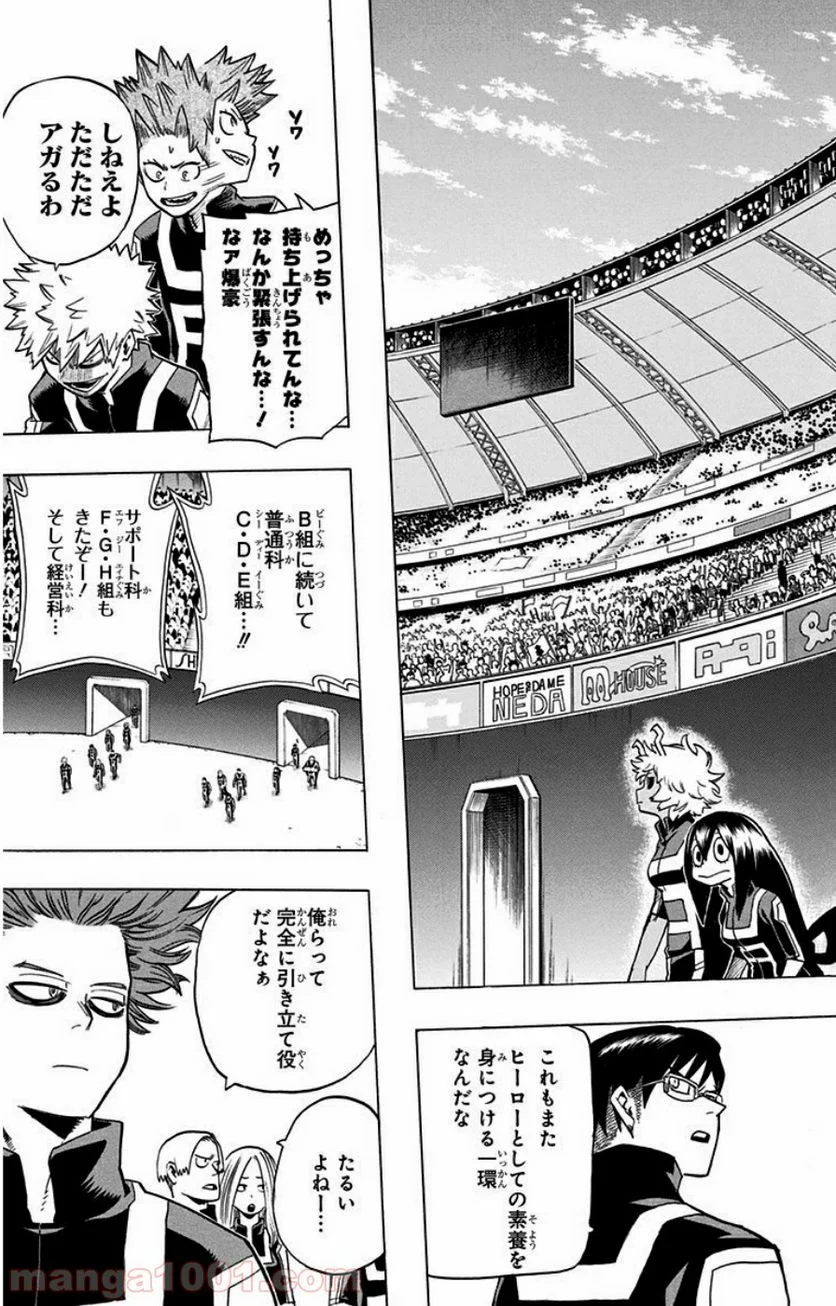 HOPE AND DAME
NEDA
M HOUSE
これもまた
ヒーローとしての素養を
身につける一環
なんだな
めっちゃ
持ち上げられてんな…
なんか緊張すんな…!
なァ爆豪
ソワ
ソワ
しねえよ
ただただ
アガるわ
B組に続いて
普通科
C・D・E組…!!
サポート科
F・G・H組も
きたぞー!
そして経営科…
SH
俺らって
完全に引き立て役
だよなぁ
たるい
よねー…
manga1001.com